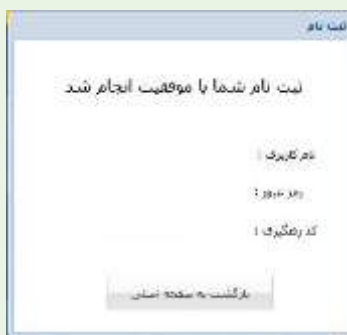 ثبت نام
ثبت نام شما با موفقیت انجام شد
نام کاربری :
رمز عبور :
کد رهگیری :
بازگشت به صفحه اصلی